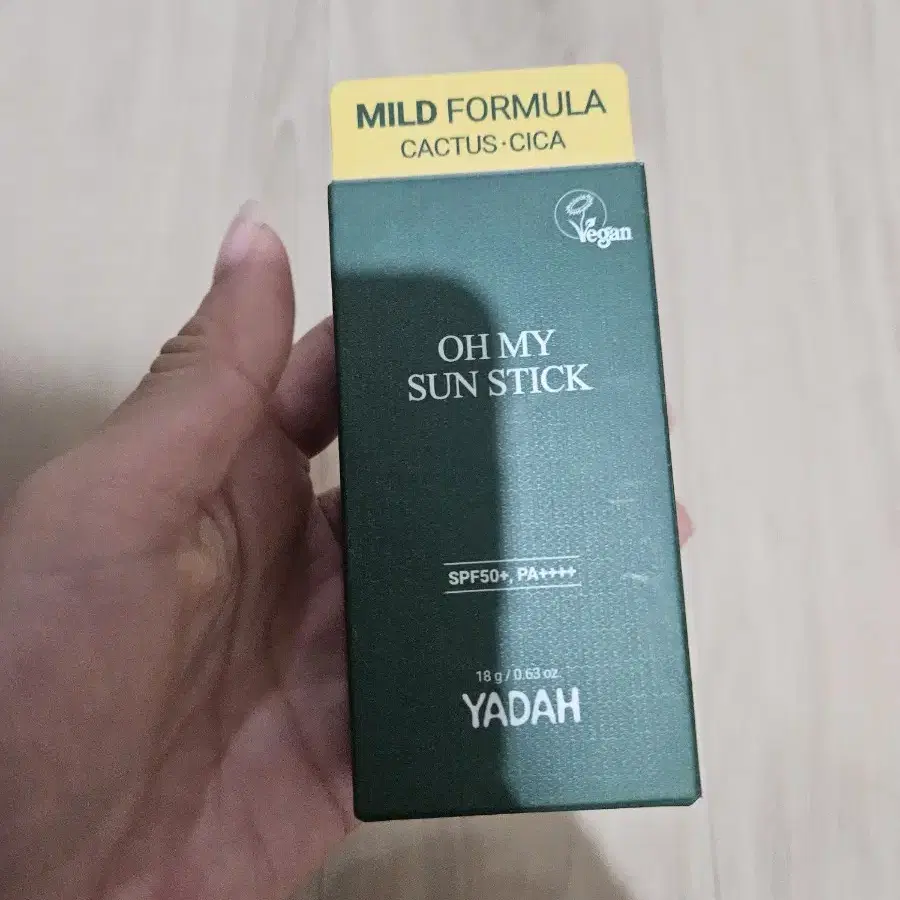 MILD FORMULA
CACTUS·CICA
Vegan
OH MY
SUN STICK
SPF50+, PA++++
18 g / 0.63 oz.
YADAH